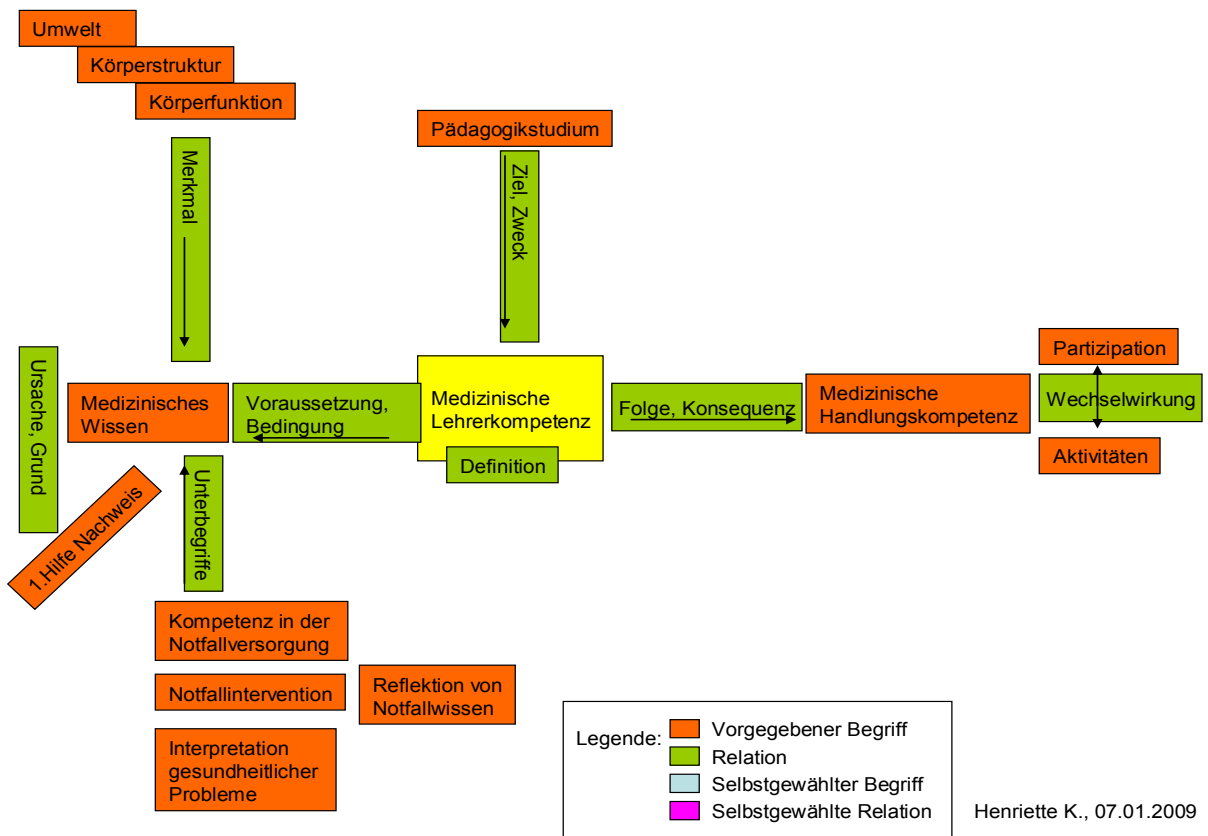 Umwelt
Körperstruktur
Körperfunktion
Pädagogikstudium
Merkmal
Ziel, Zweck
Ursache, Grund
Medizinisches
Wissen
Voraussetzung,
Bedingung
Medizinische
Lehrerkompetenz
Definition
Folge, Konsequenz
Medizinische
Handlungskompetenz
Partizipation
Wechselwirkung
Aktivitäten
1.Hilfe Nachweis
Unterbegriffe
Kompetenz in der
Notfallversorgung
Notfallintervention
Reflektion von
Notfallwissen
Interpretation
gesundheitlicher
Probleme
Legende:
Vorgegebener Begriff
Relation
Selbstgewählter Begriff
Selbstgewählte Relation
Henriette K., 07.01.2009